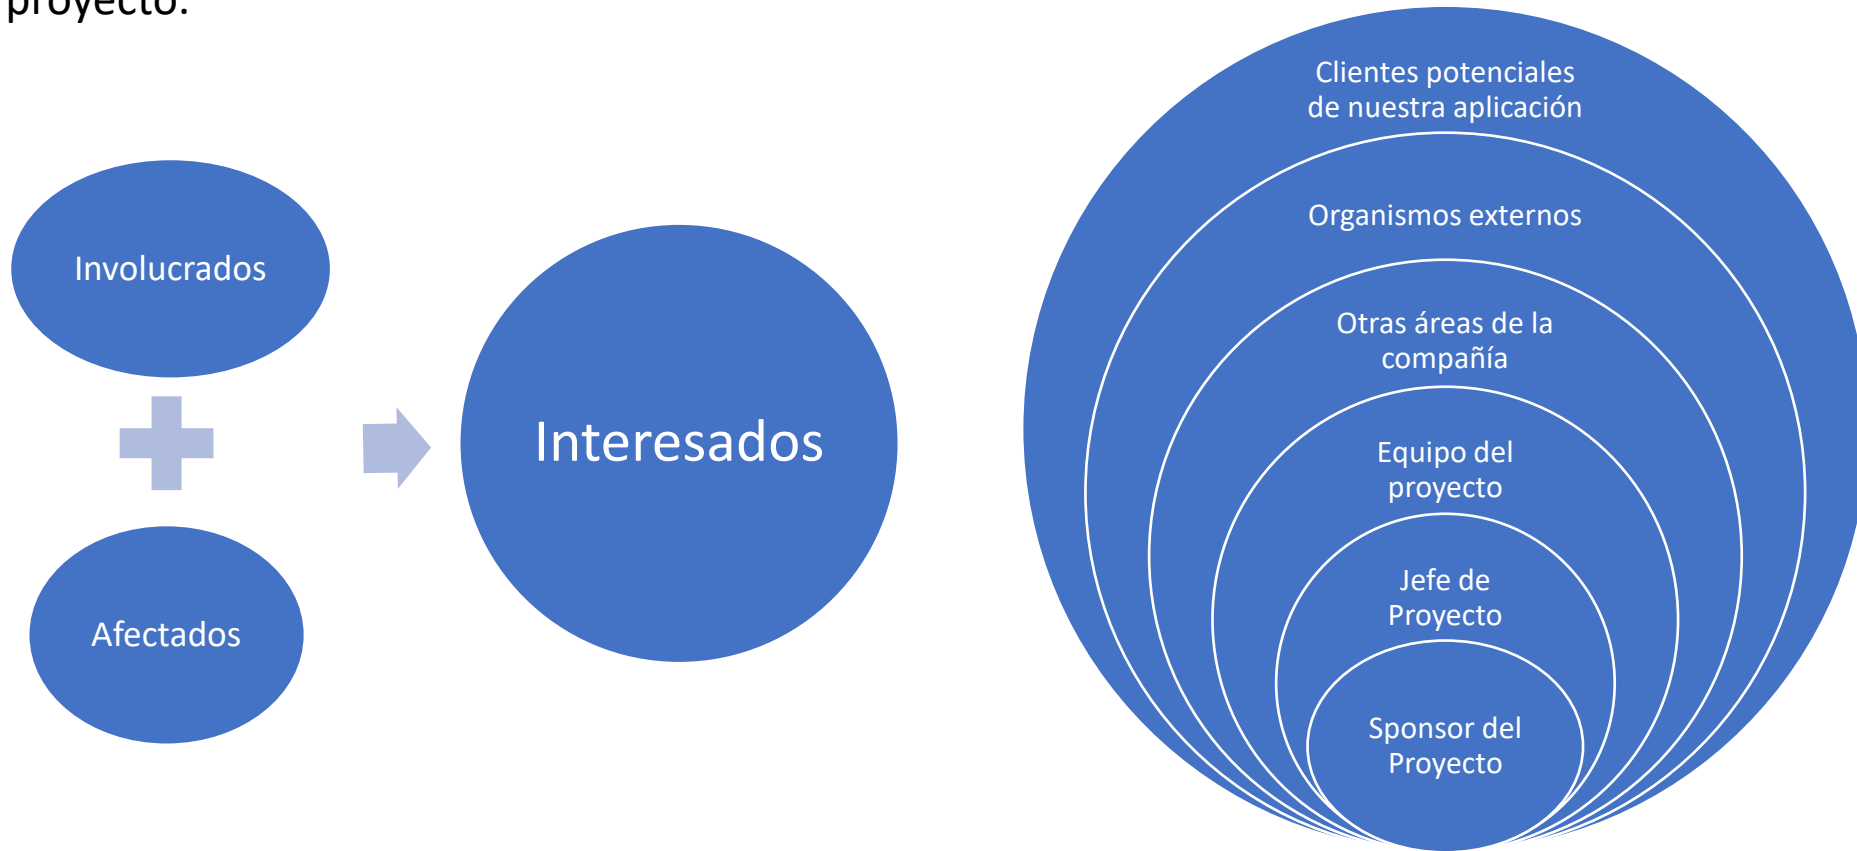 proyecto.
Involucrados
Afectados
Interesados
Clientes potenciales
de nuestra aplicación
Organismos externos
Otras áreas de la
compañía
Equipo del
proyecto
Jefe de
Proyecto
Sponsor del
Proyecto